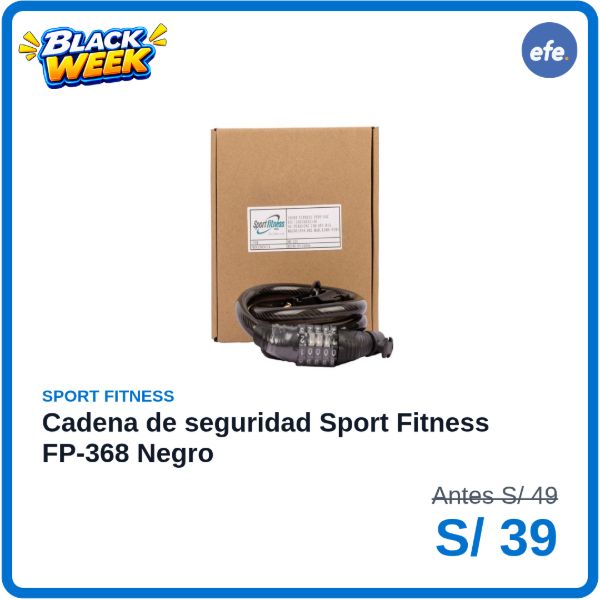 BLACK
WEEK
efe.
Sport fitness
SPORT FITNESS
Cadena de seguridad Sport Fitness
FP-368 Negro
Antes S/ 49
S/ 39